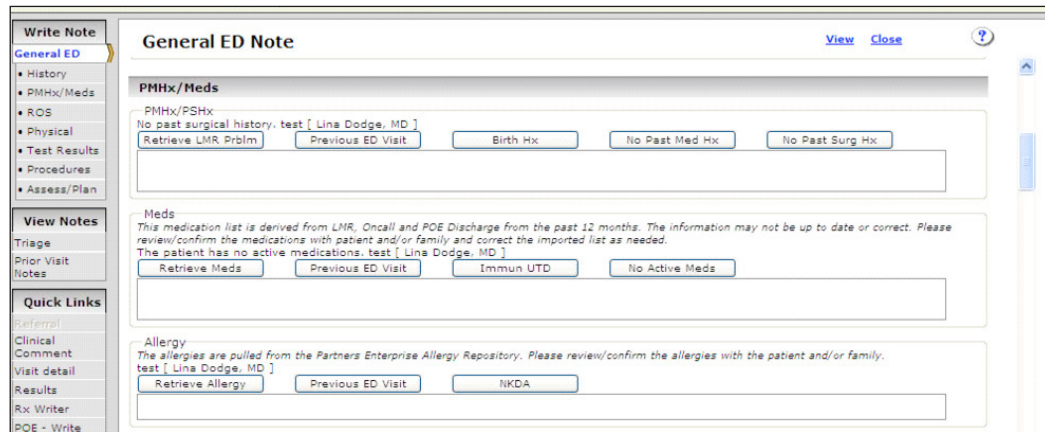 Write Note
General ED
• History
• PMHx/Meds
• ROS
• Physical
• Test Results
• Procedures
• Assess/Plan
View Notes
Triage
Prior Visit
Notes
Quick Links
Referral
Clinical
Comment
Visit detail
Results
Rx Writer
POE - Write
General ED Note
View Close ?
PMHx/Meds
PMHx/PSHx
No past surgical history. test [ Lina Dodge, MD ]
Retrieve LMR Prblm Previous ED Visit Birth Hx No Past Med Hx No Past Surg Hx
Meds
This medication list is derived from LMR, Oncall and POE Discharge from the past 12 months. The information may not be up to date or correct. Please
review/confirm the medications with patient and/or family and correct the imported list as needed.
The patient has no active medications. test [ Lina Dodge, MD ]
Retrieve Meds Previous ED Visit Immun UTD No Active Meds
Allergy
The allergies are pulled from the Partners Enterprise Allergy Repository. Please review/confirm the allergies with the patient and/or family.
test [ Lina Dodge, MD ]
Retrieve Allergy Previous ED Visit NKDA